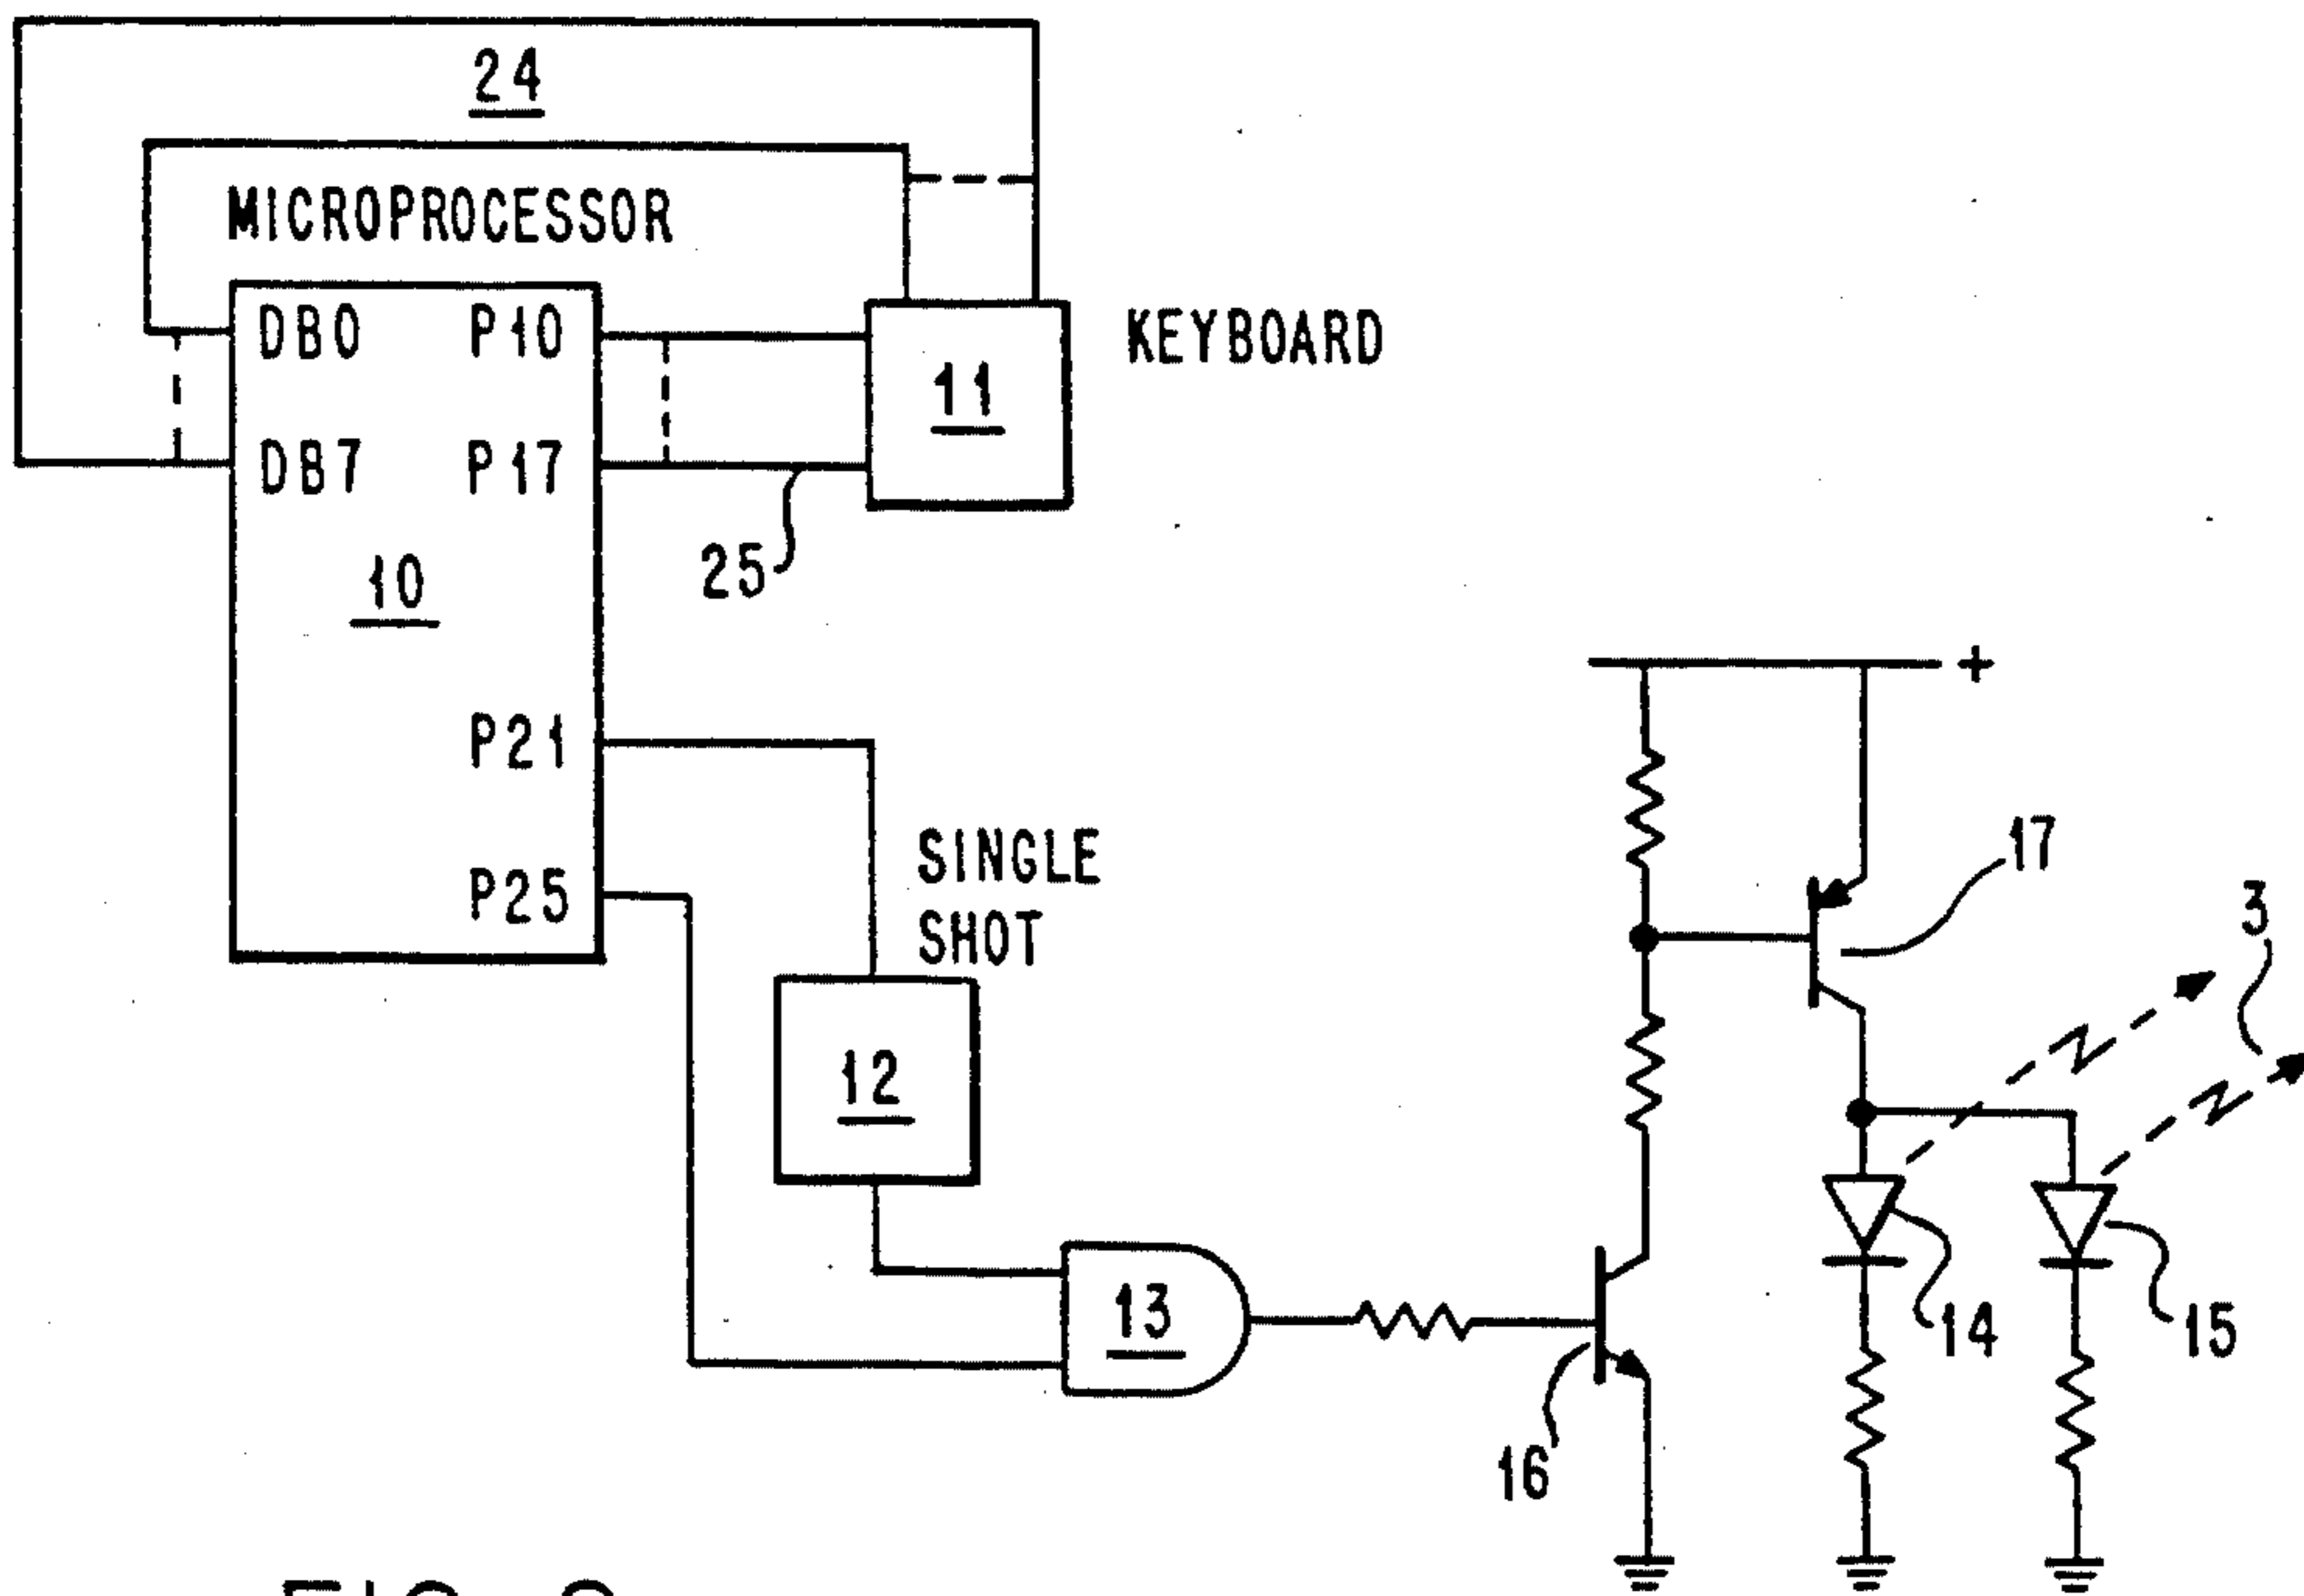 24
MICROPROCESSOR
DB0 P10
KEYBOARD
11
DB7 P17
25
10
P21
P25
SINGLE
SHOT
12
13
+
17
3
14
15
16